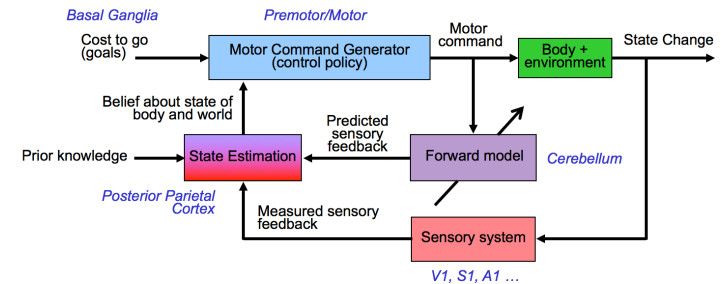 Basal Ganglia
Premotor/Motor
Cost to go
(goals)
Motor Command Generator
(control policy)
Motor
command
Body +
environment
State Change
Belief about state of
body and world
Predicted
sensory
feedback
Prior knowledge
State Estimation
Forward model
Cerebellum
Posterior Parietal
Cortex
Measured sensory
feedback
Sensory system
V1, S1, A1 ...